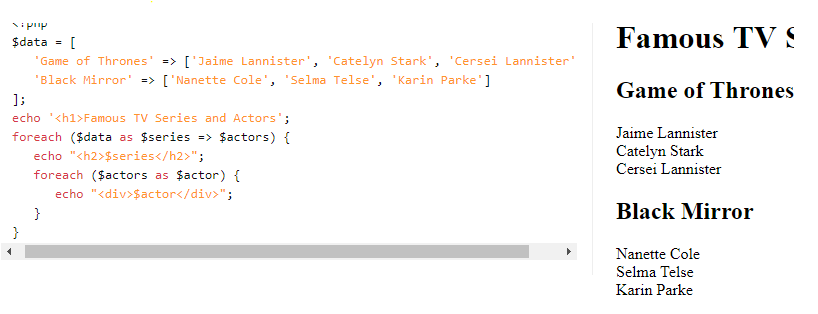 <?php
$data = [
   'Game of Thrones' => ['Jaime Lannister', 'Catelyn Stark', 'Cersei Lannister'
   'Black Mirror' => ['Nanette Cole', 'Selma Telse', 'Karin Parke']
];
echo '<h1>Famous TV Series and Actors';
foreach ($data as $series => $actors) {
   echo "<h2>$series</h2>";
   foreach ($actors as $actor) {
      echo "<div>$actor</div>";
   }
}
Famous TV S
Game of Thrones
Jaime Lannister
Catelyn Stark
Cersei Lannister
Black Mirror
Nanette Cole
Selma Telse
Karin Parke